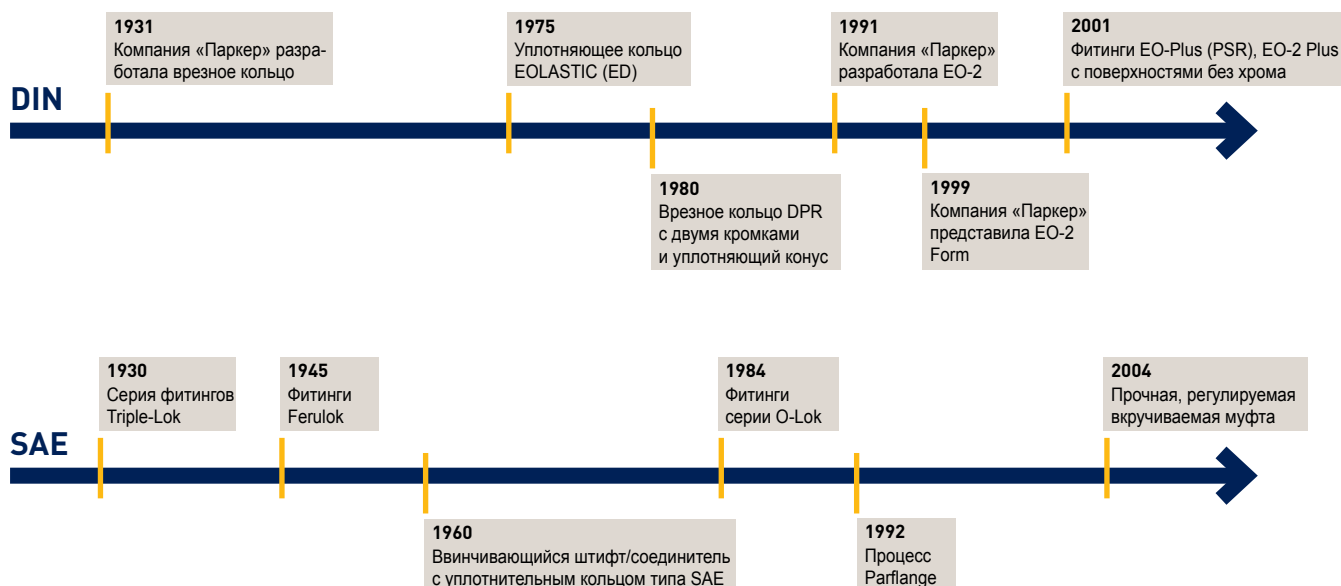 1931
Компания «Паркер» разра-
ботала врезное кольцо
1975
Уплотняющее кольцо
EOLASTIC (ED)
1991
Компания «Паркер»
разработала EO-2
2001
Фитинги EO-Plus (PSR), EO-2 Plus
с поверхностями без хрома
DIN
1980
Врезное кольцо DPR
с двумя кромками
и уплотняющий конус
1999
Компания «Паркер»
представила EO-2
Form
1930
Серия фитингов
Triple-Lok
1945
Фитинги
Ferulok
1984
Фитинги
серии O-Lok
2004
Прочная, регулируемая
вкручиваемая муфта
SAE
1960
Ввинчивающийся штифт/соединитель
с уплотнительным кольцом типа SAE
1992
Процесс
Parflange